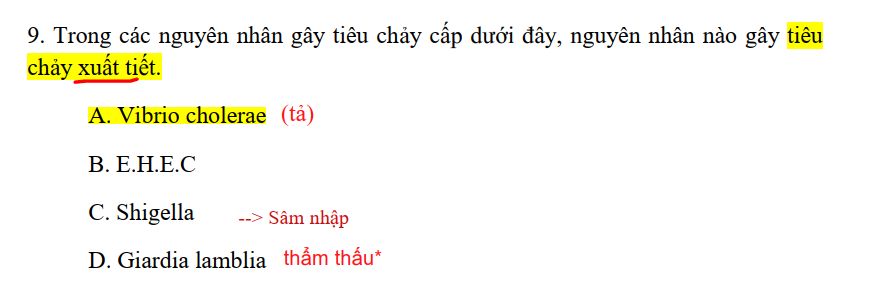 9. Trong các nguyên nhân gây tiêu chảy cấp dưới đây, nguyên nhân nào gây tiêu
chảy xuất tiết.
A. Vibrio cholerae (tả)
B. E.H.E.C
C. Shigella --> Sâm nhập
D. Giardia lamblia thẩm thấu*